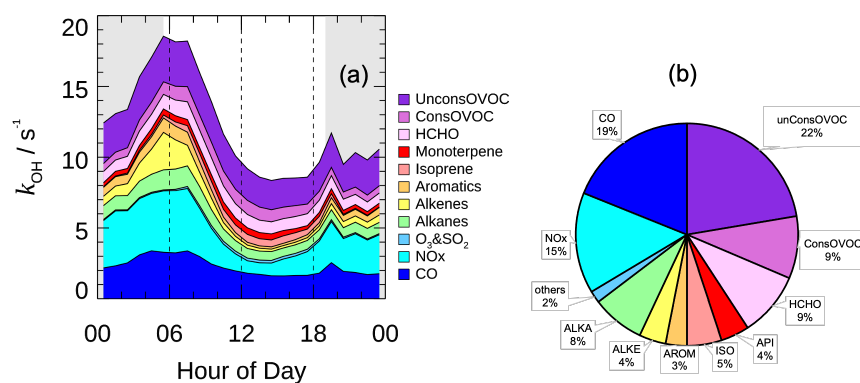 20
15
10
5
0
k_OH / s⁻¹
(a)
00
06
12
18
00
Hour of Day
UnconsOVOC
ConsOVOC
HCHO
Monoterpene
Isoprene
Aromatics
Alkenes
Alkanes
O₃&SO₂
NOx
CO
(b)
CO
19%
unConsOVOC
22%
ConsOVOC
9%
HCHO
9%
API
4%
ISO
5%
AROM
3%
ALKE
4%
ALKA
8%
others
2%
NOx
15%